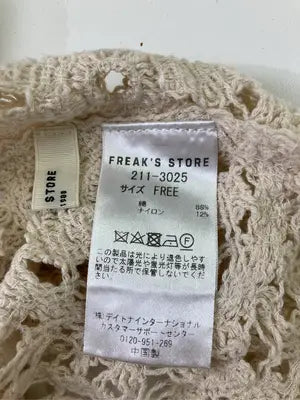 FREAK'S STORE
211-3025
サイズ FREE
綿 88%
ナイロン 12%
この製品は光により退色しやす
いので太陽光や蛍光灯等が長時
間当たる所で保管しないでください。
(株)デイトナインターナショナル
カスタマーサポートセンター
0120-951-269
中国製
STORE